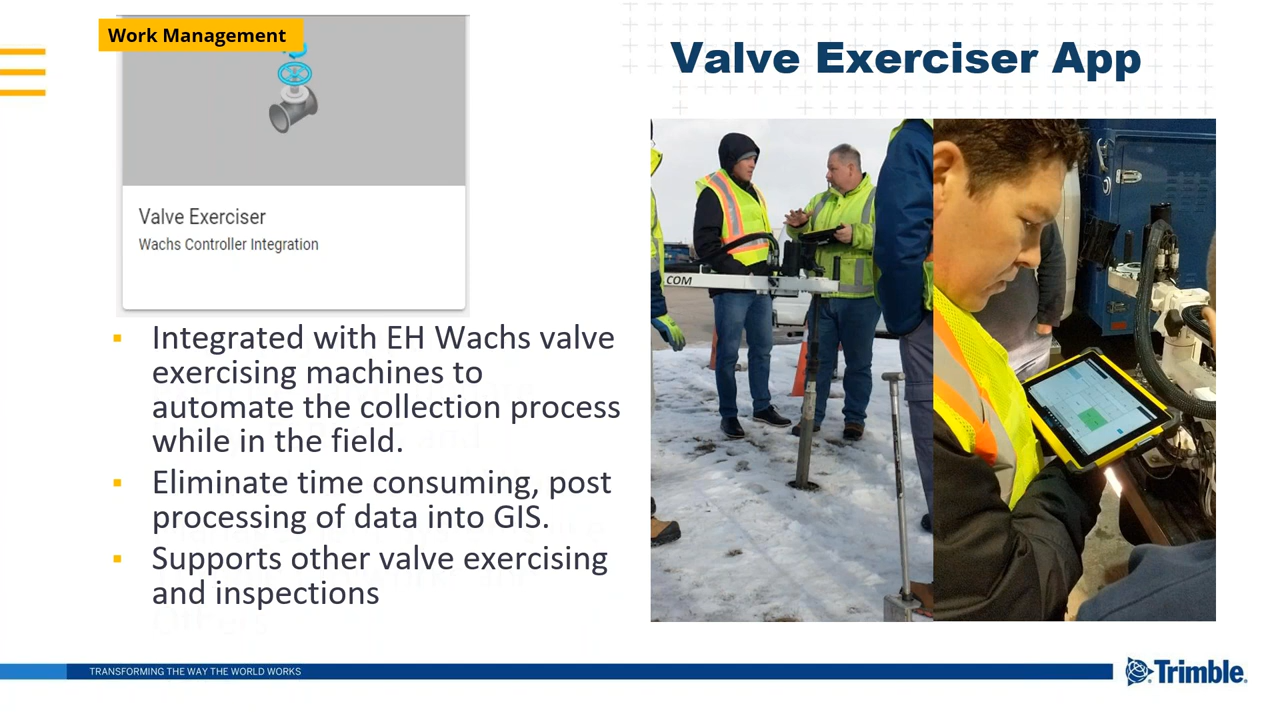 Work Management
Valve Exerciser App
Valve Exerciser
Wachs Controller Integration
.COM
▪ Integrated with EH Wachs valve
exercising machines to
automate the collection process
while in the field.
▪ Eliminate time consuming, post
processing of data into GIS.
▪ Supports other valve exercising
and inspections
TRANSFORMING THE WAY THE WORLD WORKS
Trimble